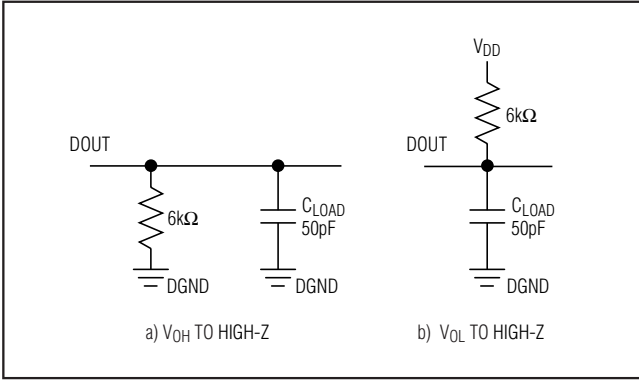 DOUT
6kΩ
DGND
CLOAD
50pF
DGND
a) VOH TO HIGH-Z
VDD
6kΩ
DOUT
CLOAD
50pF
DGND
b) VOL TO HIGH-Z